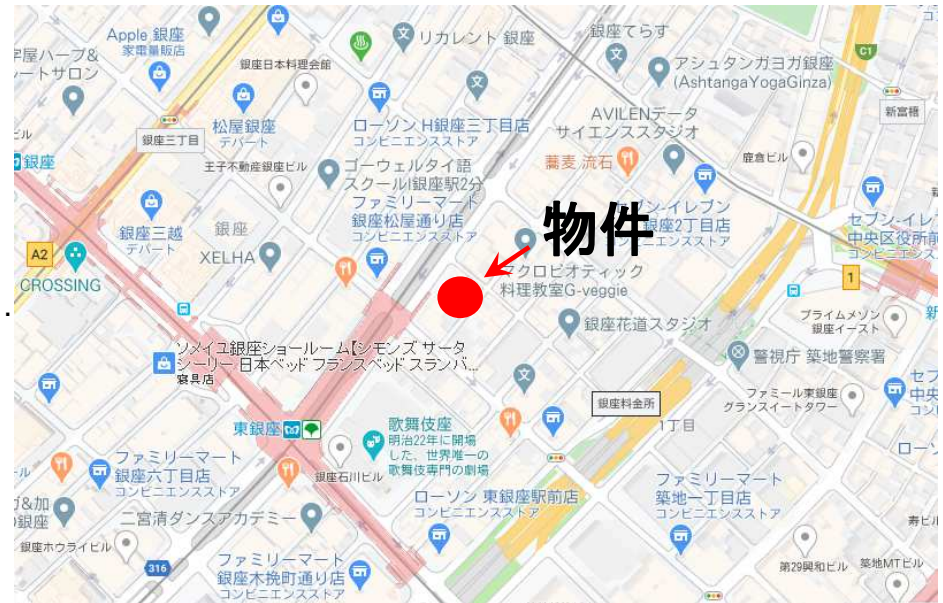 Apple 銀座
家電量販店
リカレント 銀座
銀座てらす
アシュタンガヨガ銀座
(AshtangaYogaGinza)
C1
銀座日本料理会館
新富橋
銀座三丁目
松屋銀座
デパート
ローソン H銀座三丁目店
コンビニエンスストア
AVILENデータ
サイエンススタジオ
銀座
王子不動産銀座ビル
ゴーウェルタイ語
スクールI銀座駅2分
蕎麦 流石
鹿倉ビル
銀座三越
デパート
銀座
ファミリーマート
銀座松屋通り店
コンビニエンスストア
物件
セブン-イレブン
銀座2丁目店
コンビニエンスストア
中央区役所前
A2
CROSSING
XELHA
マクロビオティック
料理教室G-veggie
1
銀座花道スタジオ
プライムメゾン
銀座イースト
ソメイユ銀座ショールーム【シモンズ サータ
シーリー 日本ベッド フランスベッド スランバ...
寝具店
警視庁 築地警察署
銀座料金所
1丁目
ファミール東銀座
グランスイートタワー
東銀座
歌舞伎座
明治22年に開場
した、世界唯一の
歌舞伎専門の劇場
ファミリーマート
銀座六丁目店
コンビニエンスストア
銀座石川ビル
ローソン 東銀座駅前店
コンビニエンスストア
ファミリーマート
築地一丁目店
コンビニエンスストア
二宮清ダンスアカデミー
銀座ホウライビル
316
ファミリーマート
銀座木挽町通り店
コンビニエンスストア
第29興和ビル
築地MTビル